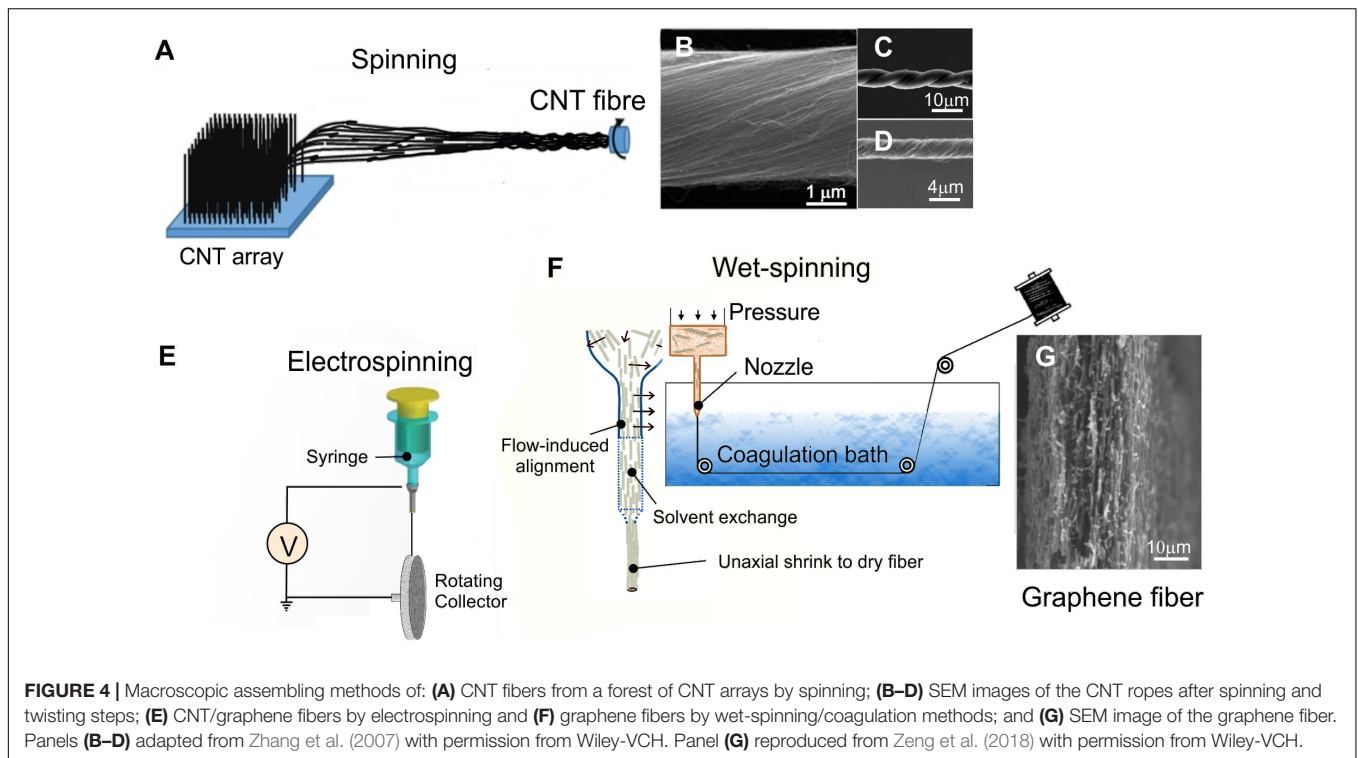 A
Spinning
CNT fibre
CNT array
B
1 μm
C
10μm
D
4μm
E
Electrospinning
Syringe
V
Rotating
Collector
F
Wet-spinning
Pressure
Nozzle
Coagulation bath
Flow-induced
alignment
Solvent exchange
Unaxial shrink to dry fiber
G
10μm
Graphene fiber
FIGURE 4 | Macroscopic assembling methods of: (A) CNT fibers from a forest of CNT arrays by spinning; (B–D) SEM images of the CNT ropes after spinning and
twisting steps; (E) CNT/graphene fibers by electrospinning and (F) graphene fibers by wet-spinning/coagulation methods; and (G) SEM image of the graphene fiber.
Panels (B–D) adapted from Zhang et al. (2007) with permission from Wiley-VCH. Panel (G) reproduced from Zeng et al. (2018) with permission from Wiley-VCH.